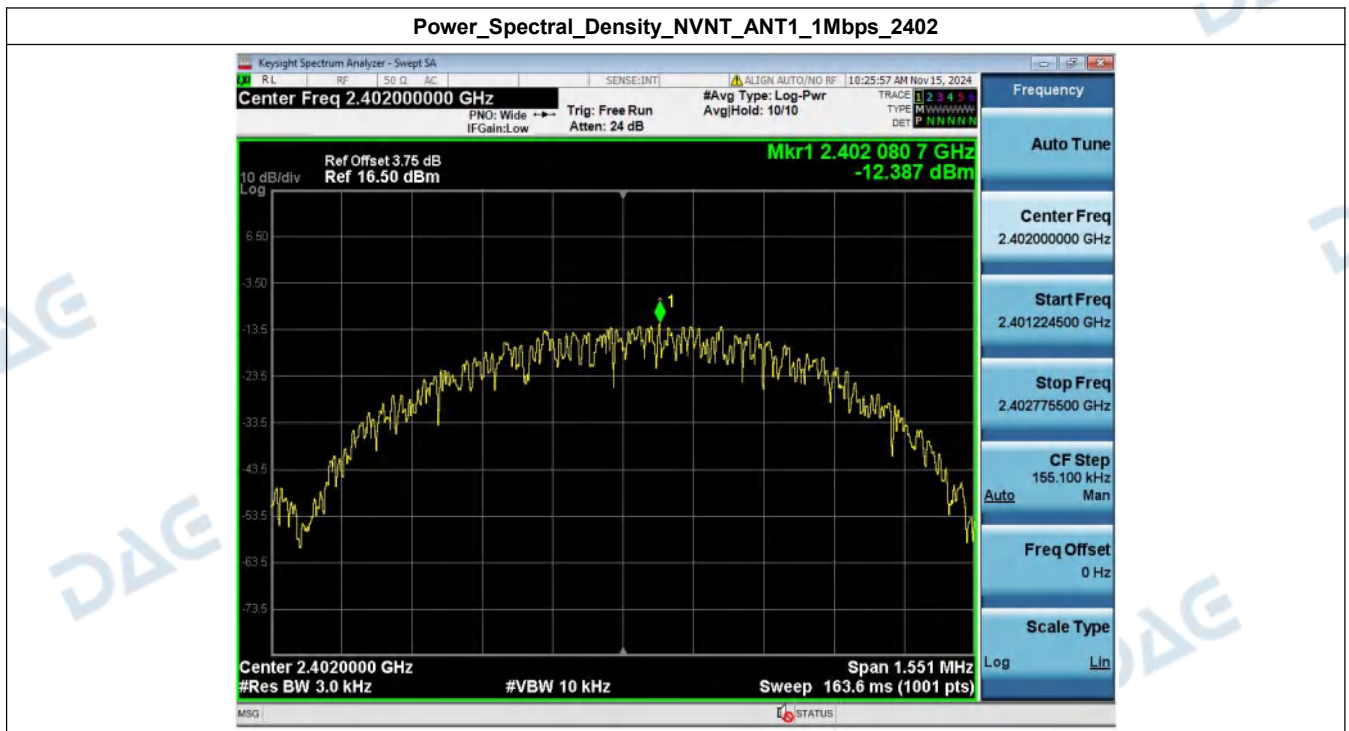 Power_Spectral_Density_NVNT_ANT1_1Mbps_2402
Keysight Spectrum Analyzer - Swept SA
LXI RL RF 50 Ω AC SENSE:INT ALIGN AUTO/NO RF 10:25:57 AM Nov 15, 2024
Center Freq 2.402000000 GHz
PNO: Wide
IFGain:Low
Trig: Free Run
Atten: 24 dB
#Avg Type: Log-Pwr
Avg|Hold: 10/10
TRACE 1 2 3 4 5 6
TYPE MWWWWW
DET P N N N N N
Frequency
Auto Tune
Center Freq
2.402000000 GHz
Start Freq
2.401224500 GHz
Stop Freq
2.402775500 GHz
CF Step
155.100 kHz
Auto Man
Freq Offset
0 Hz
Scale Type
Log Lin
Mkr1 2.402 080 7 GHz
-12.387 dBm
Ref Offset 3.75 dB
10 dB/div Ref 16.50 dBm
Log
6.50
-3.50
1
-13.5
-23.5
-33.5
-43.5
-53.5
-63.5
-73.5
Center 2.4020000 GHz Span 1.551 MHz
#Res BW 3.0 kHz #VBW 10 kHz Sweep 163.6 ms (1001 pts)
MSG STATUS
DAE
DAE
DAE